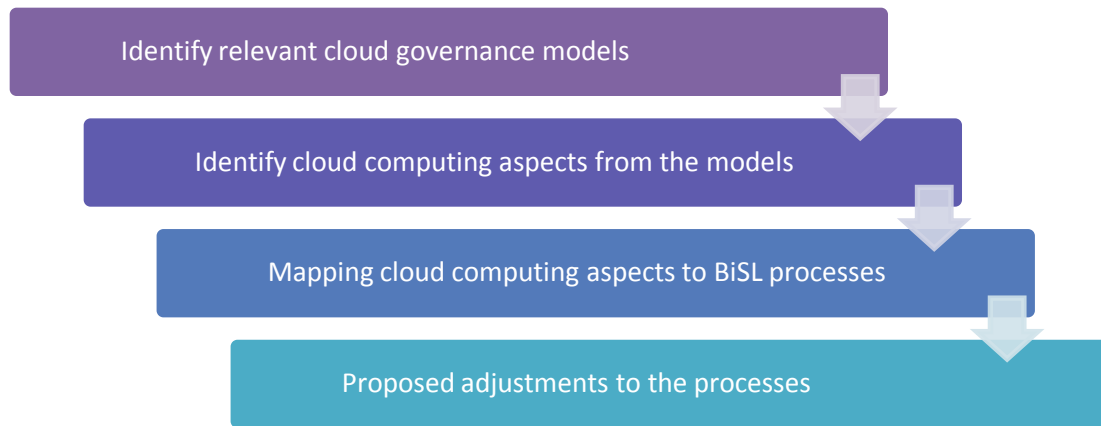 Identify relevant cloud governance models
Identify cloud computing aspects from the models
Mapping cloud computing aspects to BiSL processes
Proposed adjustments to the processes